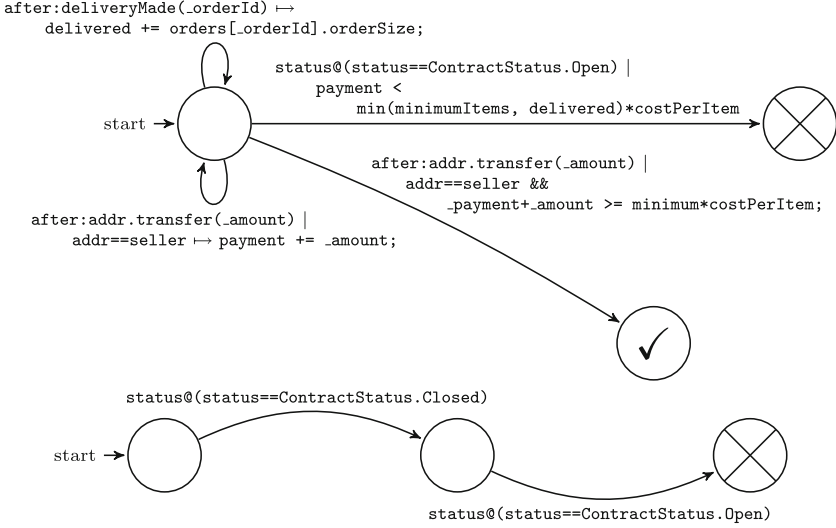 after:deliveryMade(_orderId) ↦
delivered += orders[_orderId].orderSize;
status@(status==ContractStatus.Open) |
payment <
min(minimumItems, delivered)*costPerItem
start
after:addr.transfer(_amount) |
addr==seller &&
_payment+_amount >= minimum*costPerItem;
after:addr.transfer(_amount) |
addr==seller ↦ payment += _amount;
status@(status==ContractStatus.Closed)
start
status@(status==ContractStatus.Open)